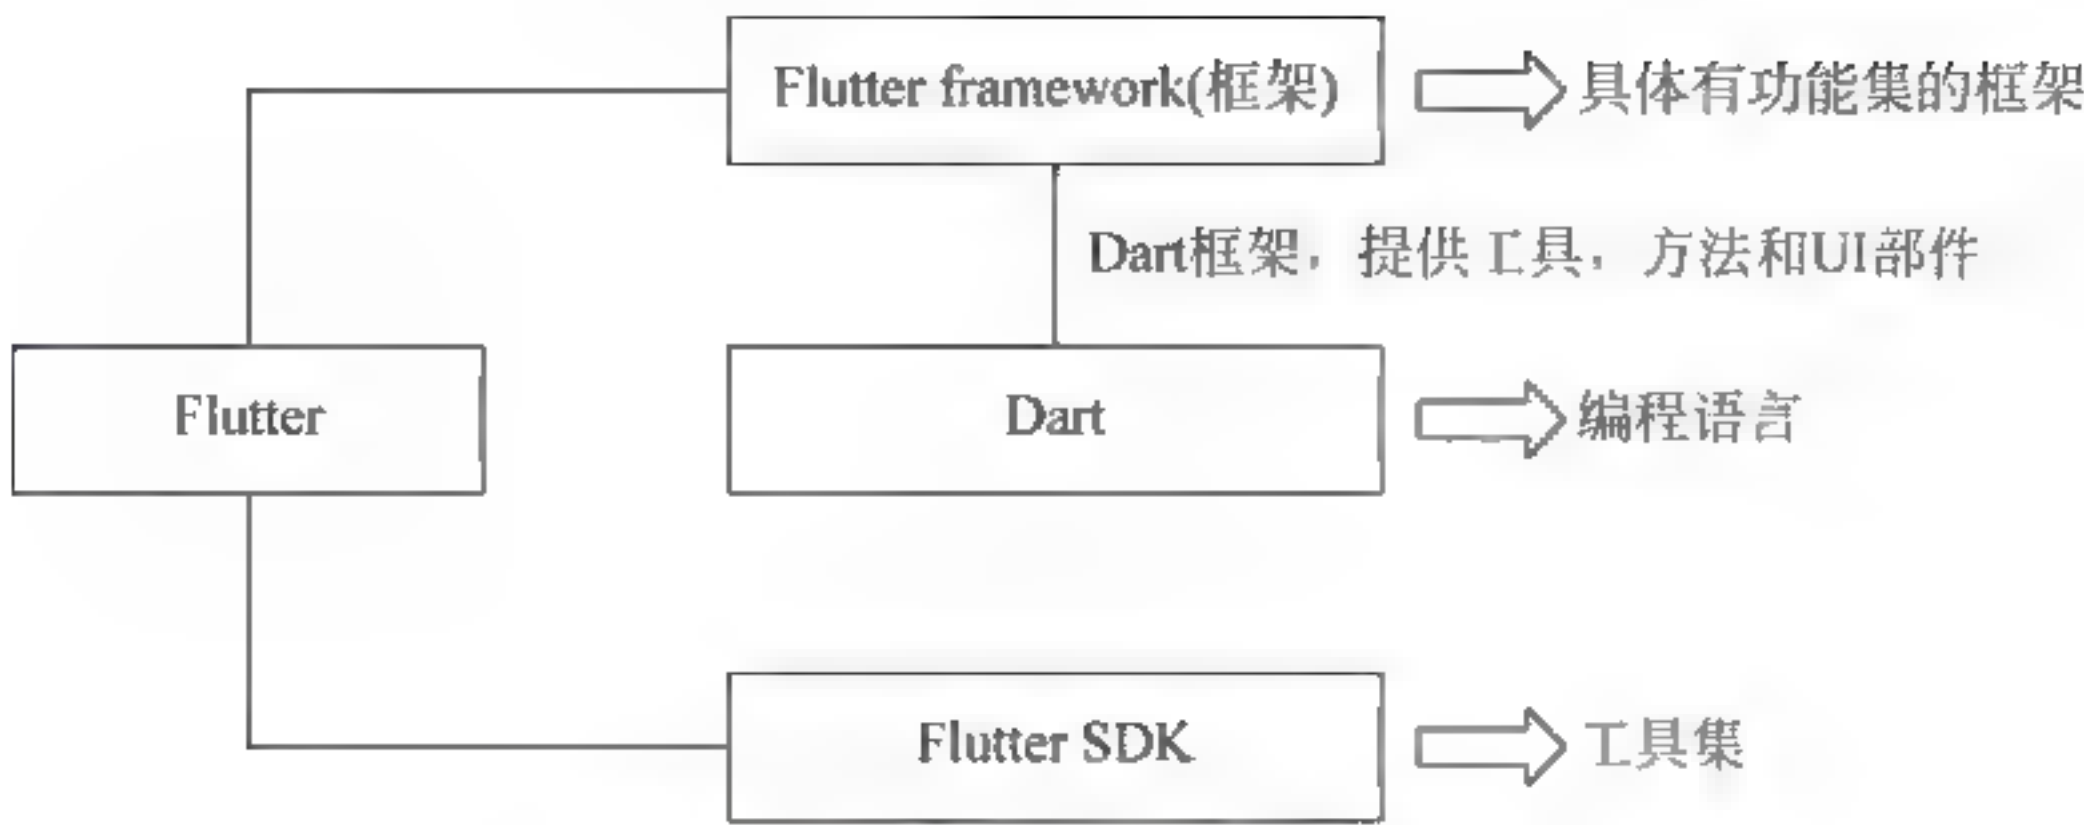 Flutter framework(框架)
具体有功能集的框架
Dart框架，提供工具，方法和UI部件
Flutter
Dart
编程语言
Flutter SDK
工具集